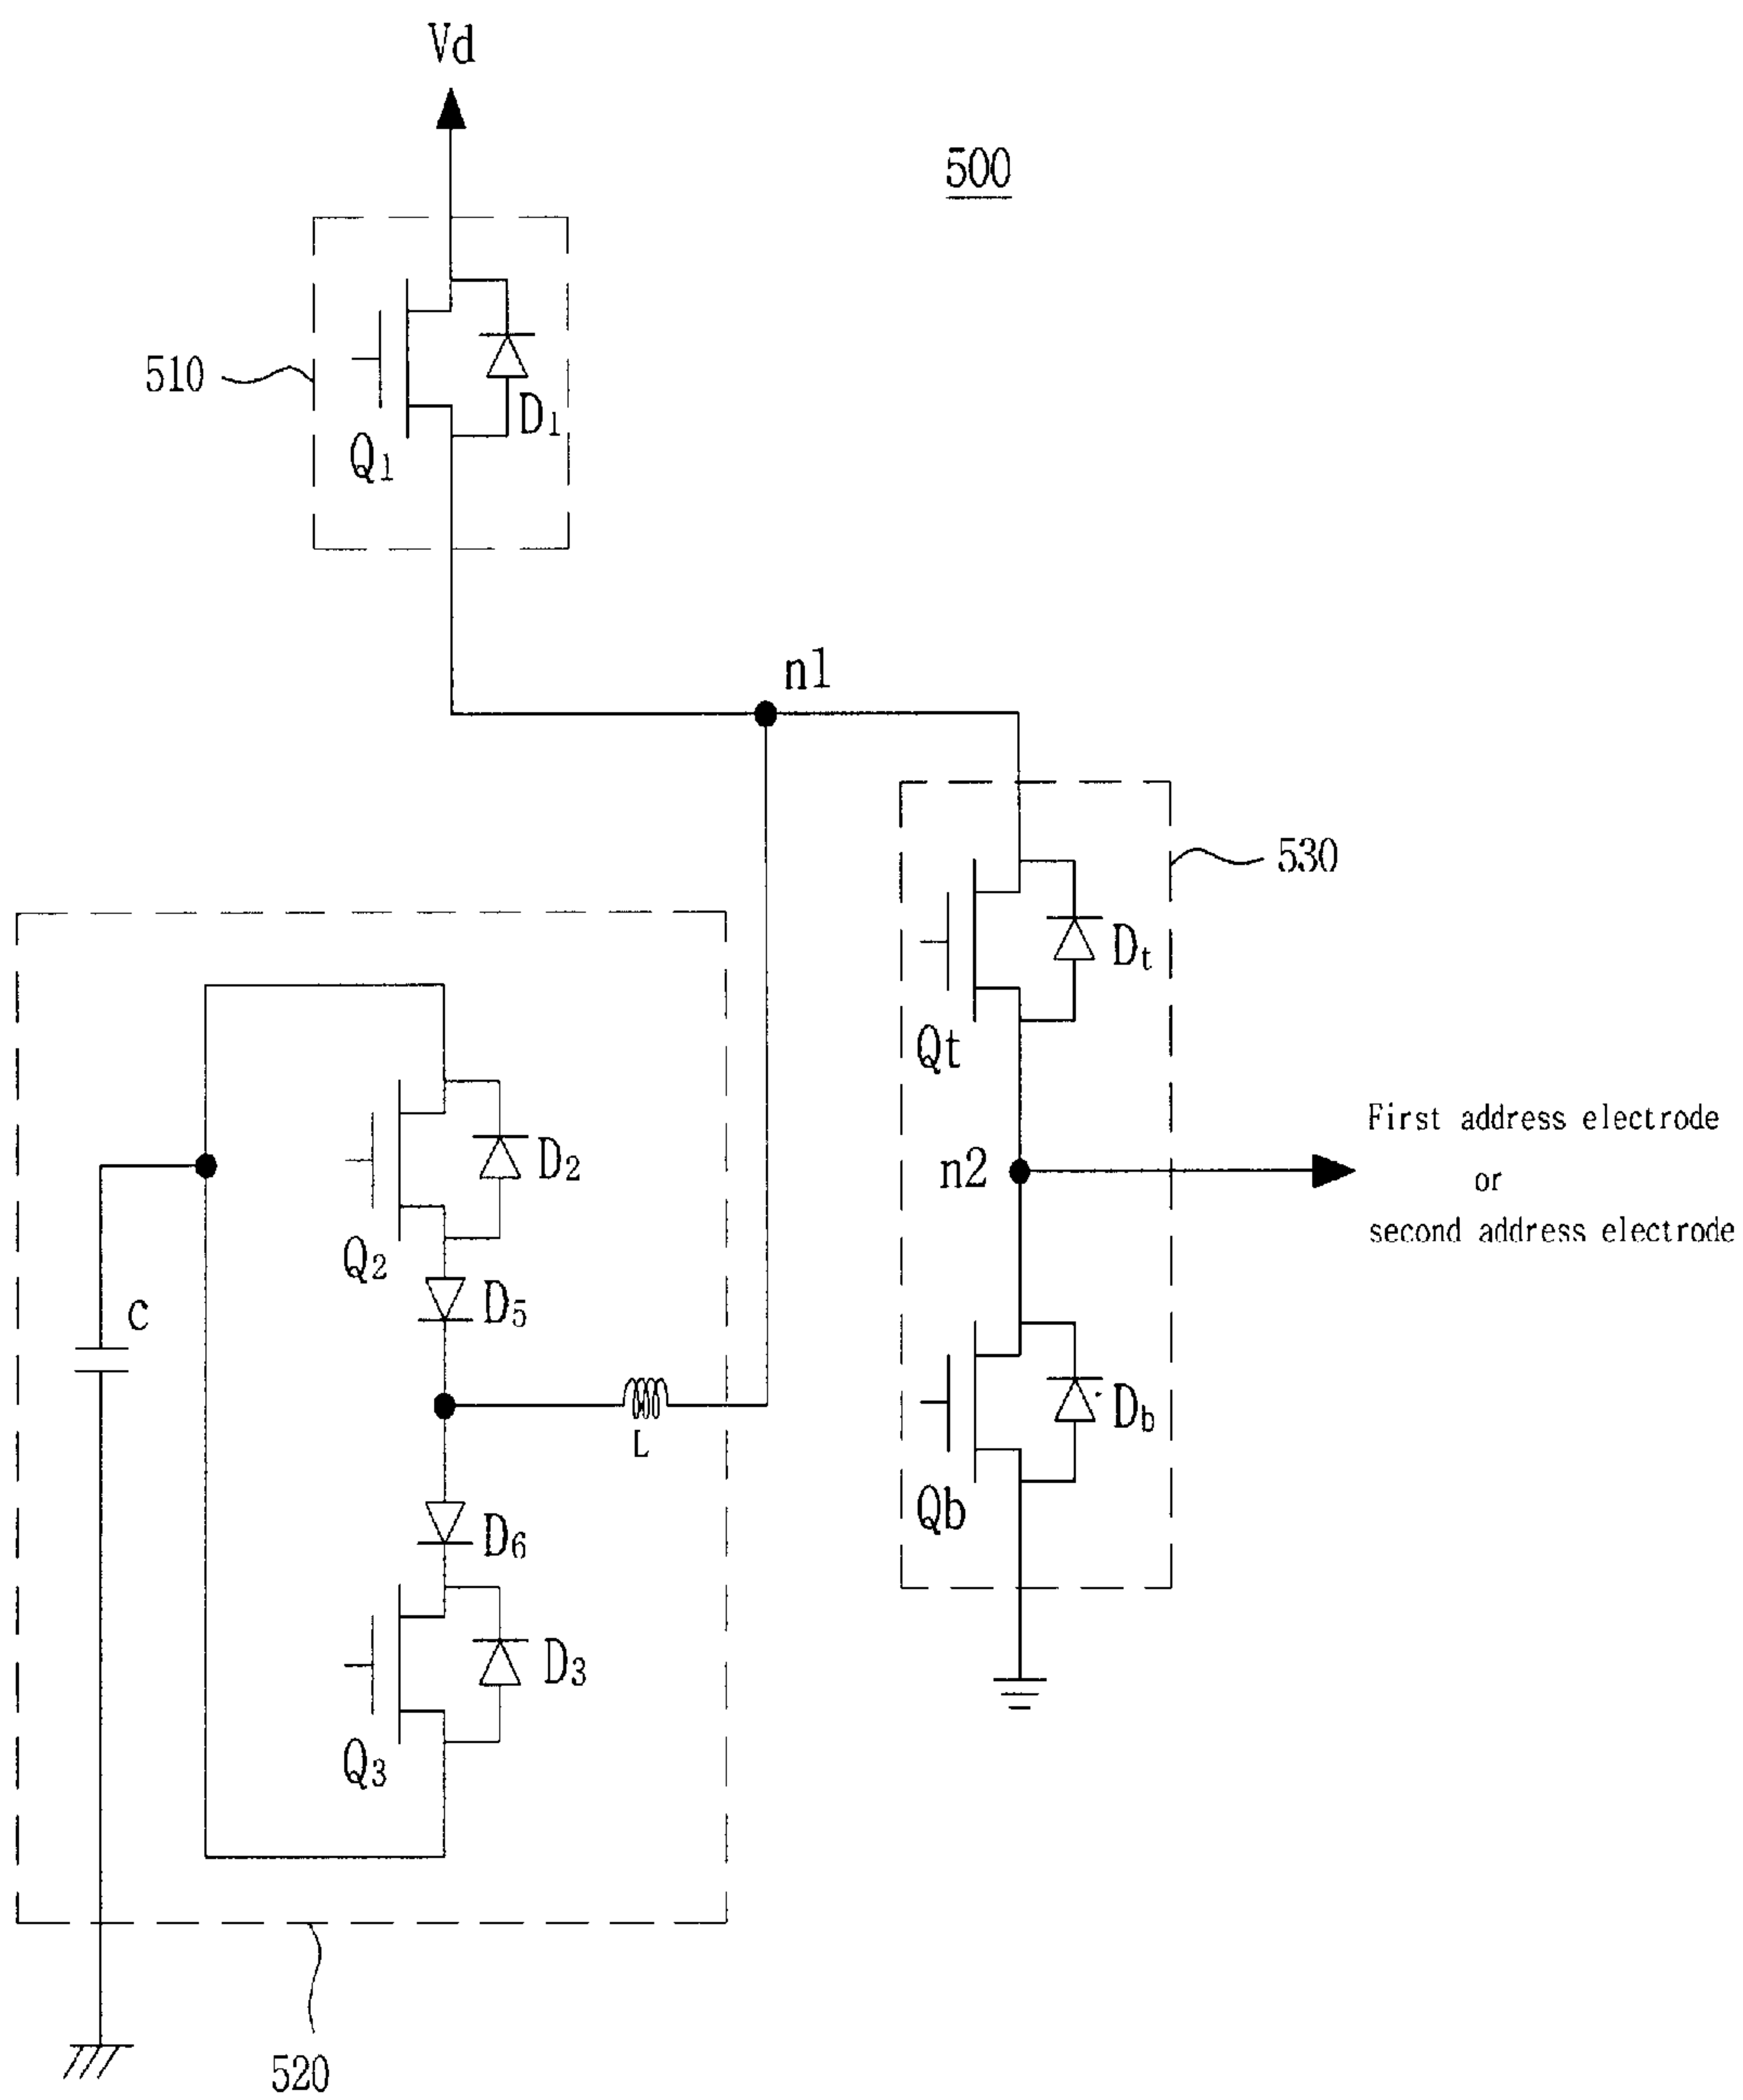 Vd
500
510
D1
Q1
n1
530
Dt
Qt
First address electrode
n2
or
second address electrode
D2
Q2
D5
C
L
Db
Qb
D6
D3
Q3
520